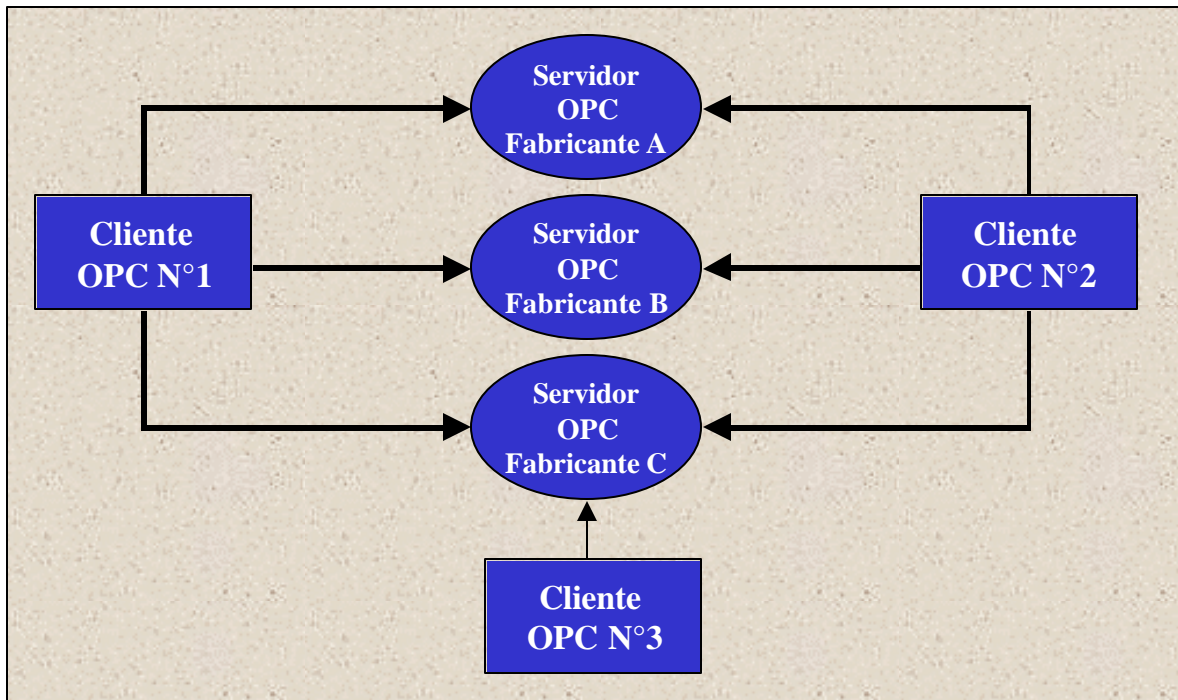 Servidor
OPC
Fabricante A
Cliente
OPC N°1
Servidor
OPC
Fabricante B
Cliente
OPC N°2
Servidor
OPC
Fabricante C
Cliente
OPC N°3